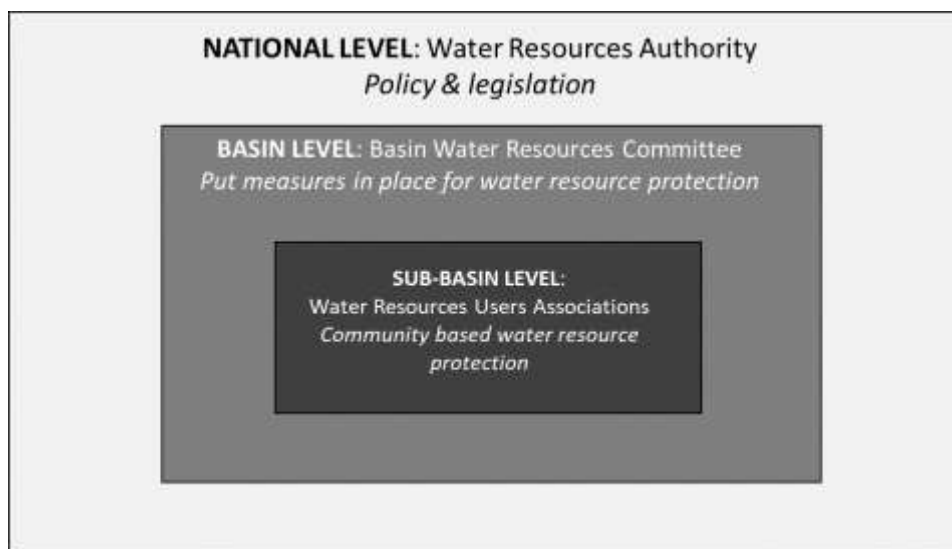 NATIONAL LEVEL: Water Resources Authority
Policy & legislation
BASIN LEVEL: Basin Water Resources Committee
Put measures in place for water resource protection
SUB-BASIN LEVEL:
Water Resources Users Associations
Community based water resource
protection